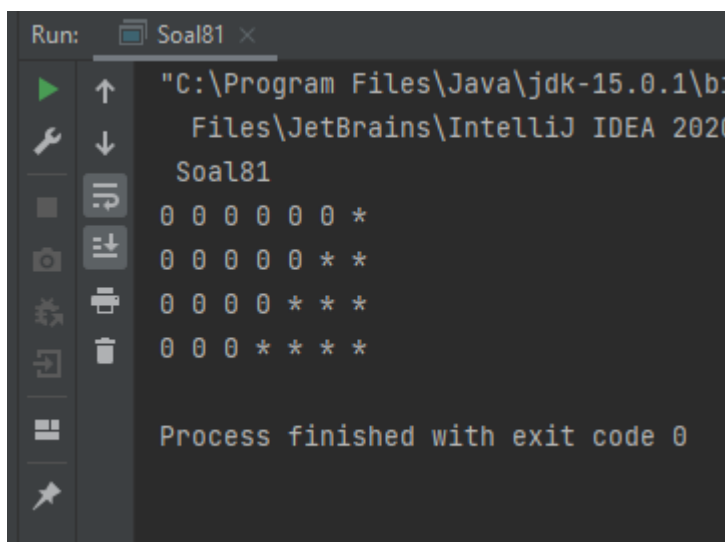 Run: Soal81
"C:\Program Files\Java\jdk-15.0.1\bi
Files\JetBrains\IntelliJ IDEA 2020
Soal81
0 0 0 0 0 0 *
0 0 0 0 0 * *
0 0 0 0 * * *
0 0 0 * * * *
Process finished with exit code 0